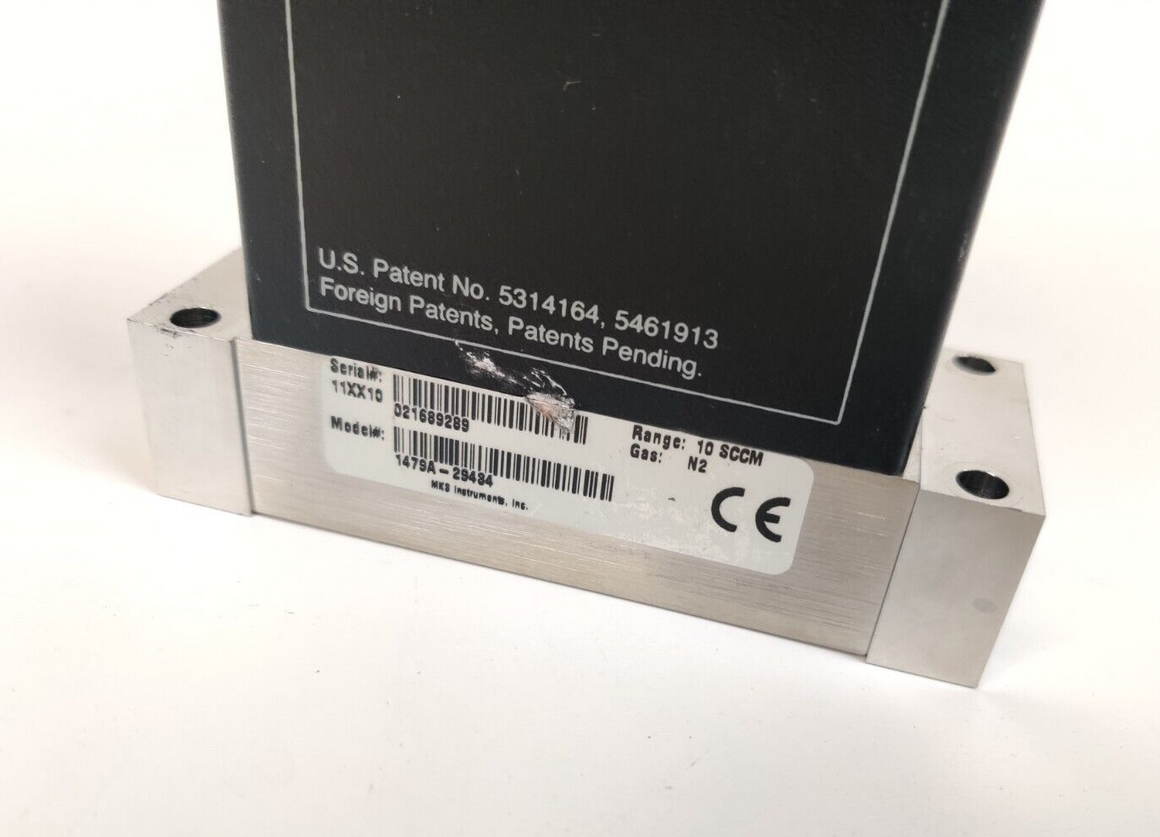 U.S. Patent No. 5314164, 5461913
Foreign Patents, Patents Pending.
Serial#:
11XX10
021689289
Model#:
1479A-29434
MKS Instruments, Inc.
Range: 10 SCCM
Gas: N2
CE